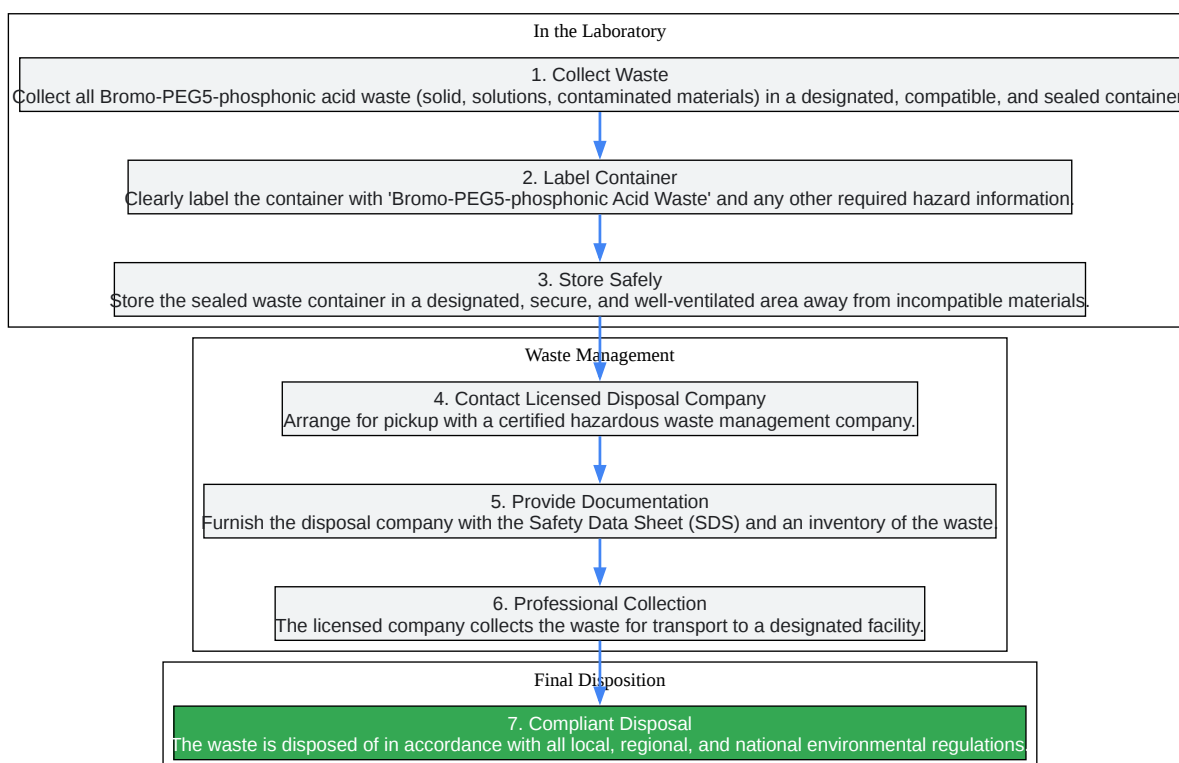 In the Laboratory
1. Collect Waste
Collect all Bromo-PEG5-phosphonic acid waste (solid, solutions, contaminated materials) in a designated, compatible, and sealed container
2. Label Container
Clearly label the container with 'Bromo-PEG5-phosphonic Acid Waste' and any other required hazard information.
3. Store Safely
Store the sealed waste container in a designated, secure, and well-ventilated area away from incompatible materials.
Waste Management
4. Contact Licensed Disposal Company
Arrange for pickup with a certified hazardous waste management company.
5. Provide Documentation
Furnish the disposal company with the Safety Data Sheet (SDS) and an inventory of the waste.
6. Professional Collection
The licensed company collects the waste for transport to a designated facility.
Final Disposition
7. Compliant Disposal
The waste is disposed of in accordance with all local, regional, and national environmental regulations.